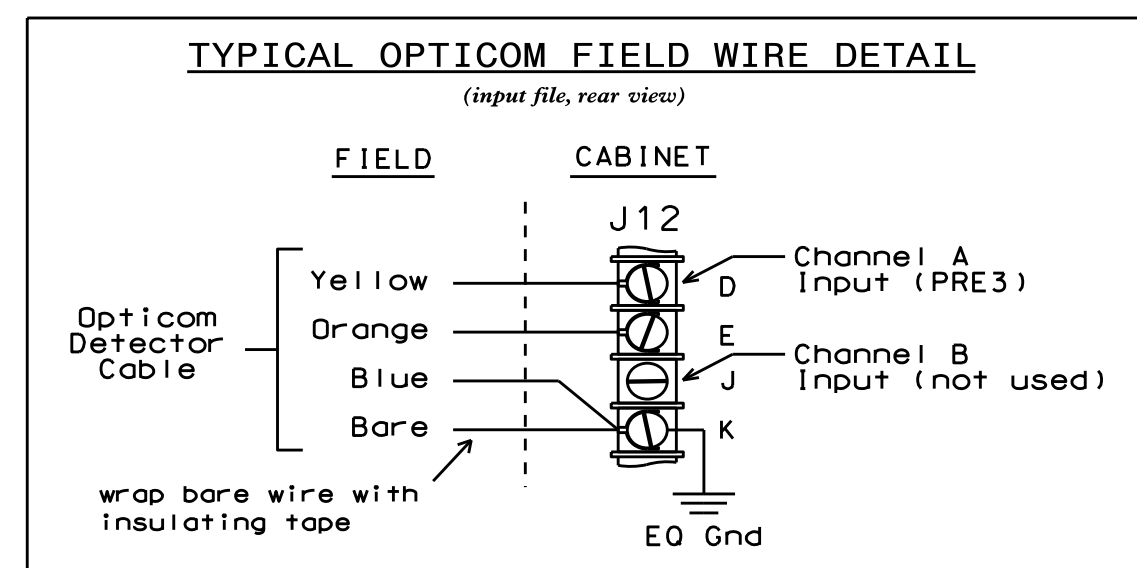 TYPICAL OPTICOM FIELD WIRE DETAIL
(input file, rear view)
FIELD
CABINET
J12
Yellow
Orange
Blue
Bare
Opticom
Detector
Cable
D
E
J
K
Channel A
Input (PRE3)
Channel B
Input (not used)
wrap bare wire with
insulating tape
EQ Gnd